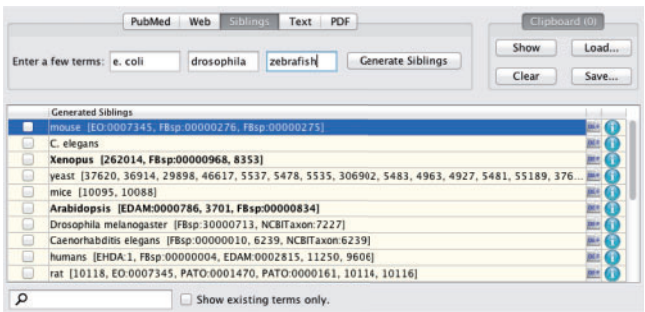 PubMed Web Siblings Text PDF
Clipboard (0)
Enter a few terms: e. coli drosophila zebrafish Generate Siblings
Show Load...
Clear Save...
Generated Siblings
mouse [EO:0007345, FBsp:00000276, FBsp:00000275]
C. elegans
Xenopus [262014, FBsp:00000968, 8353]
yeast [37620, 36914, 29898, 46617, 5537, 5478, 5535, 306902, 5483, 4963, 4927, 5481, 55189, 376...
mice [10095, 10088]
Arabidopsis [EDAM:0000786, 3701, FBsp:00000834]
Drosophila melanogaster [FBsp:30000713, NCBITaxon:7227]
Caenorhabditis elegans [FBsp:00000010, 6239, NCBITaxon:6239]
humans [EHDA:1, FBsp:00000004, EDAM:0002815, 11250, 9606]
rat [10118, EO:0007345, PATO:0001470, PATO:0000161, 10114, 10116]
Show existing terms only.